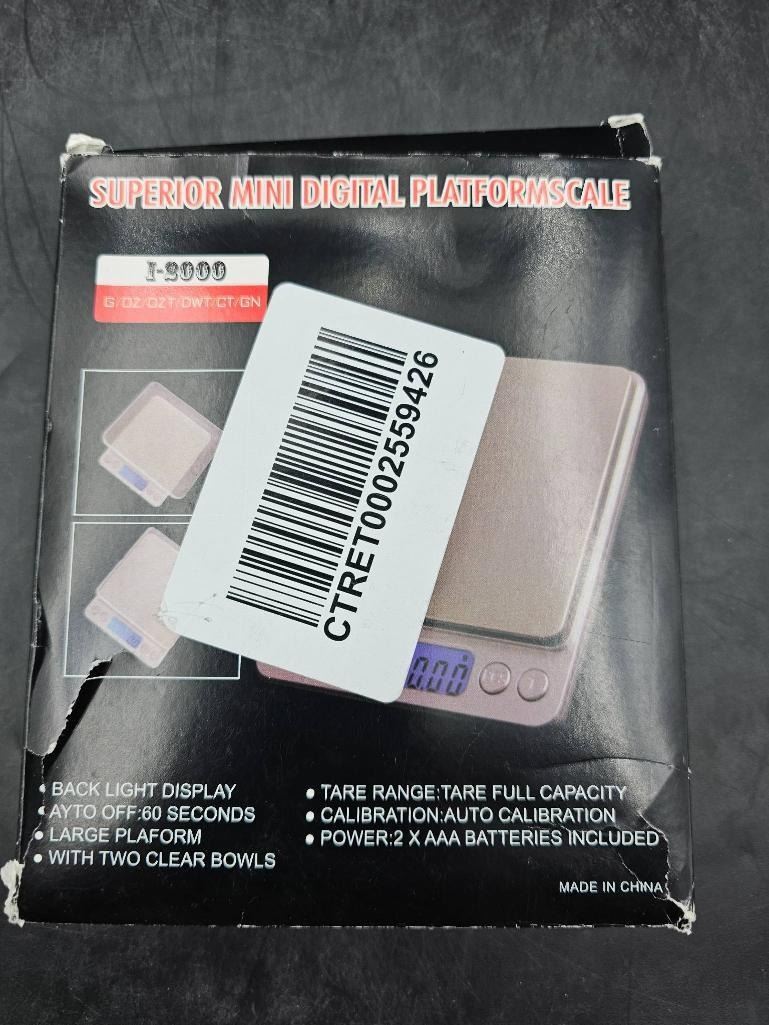 SUPERIOR MINI DIGITAL PLATFORMSCALE
I-2000
G/OZ/OZT/DWT/CT/GN
CTRET0002559426
0.00
BACK LIGHT DISPLAY
AYTO OFF:60 SECONDS
LARGE PLAFORM
WITH TWO CLEAR BOWLS
TARE RANGE:TARE FULL CAPACITY
CALIBRATION:AUTO CALIBRATION
POWER:2 X AAA BATTERIES INCLUDED
MADE IN CHINA